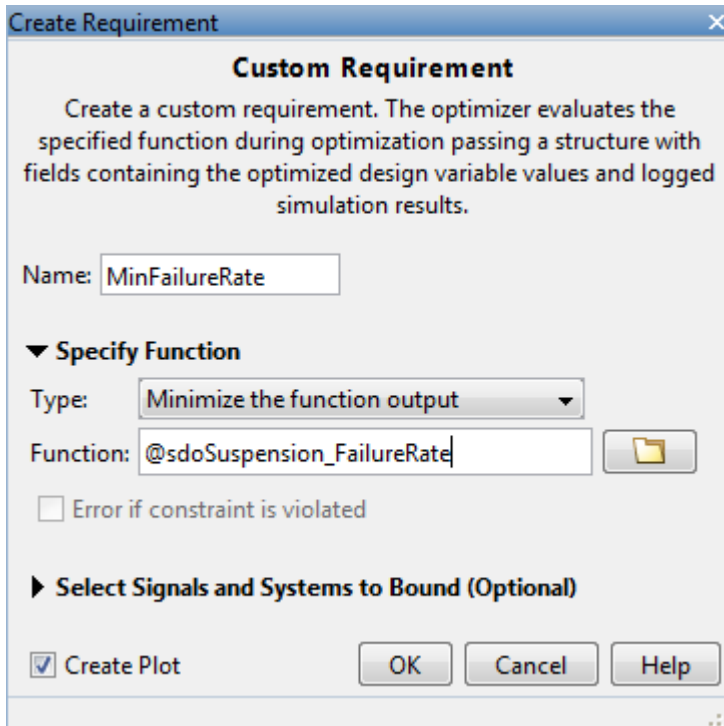 Create Requirement
Custom Requirement
Create a custom requirement. The optimizer evaluates the
specified function during optimization passing a structure with
fields containing the optimized design variable values and logged
simulation results.
Name: MinFailureRate
Specify Function
Type: Minimize the function output
Function: @sdoSuspension_FailureRate
Error if constraint is violated
Select Signals and Systems to Bound (Optional)
Create Plot OK Cancel Help